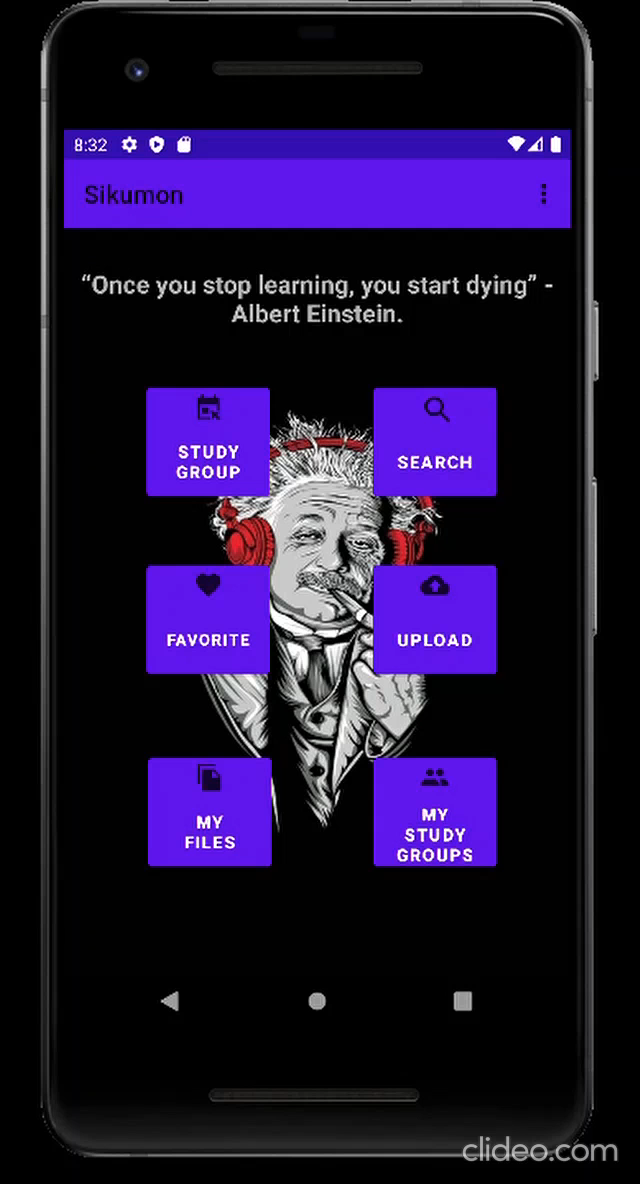 8:32
Sikumon
“Once you stop learning, you start dying” -
Albert Einstein.
STUDY
GROUP
SEARCH
FAVORITE
UPLOAD
MY
FILES
MY
STUDY
GROUPS
clideo.com